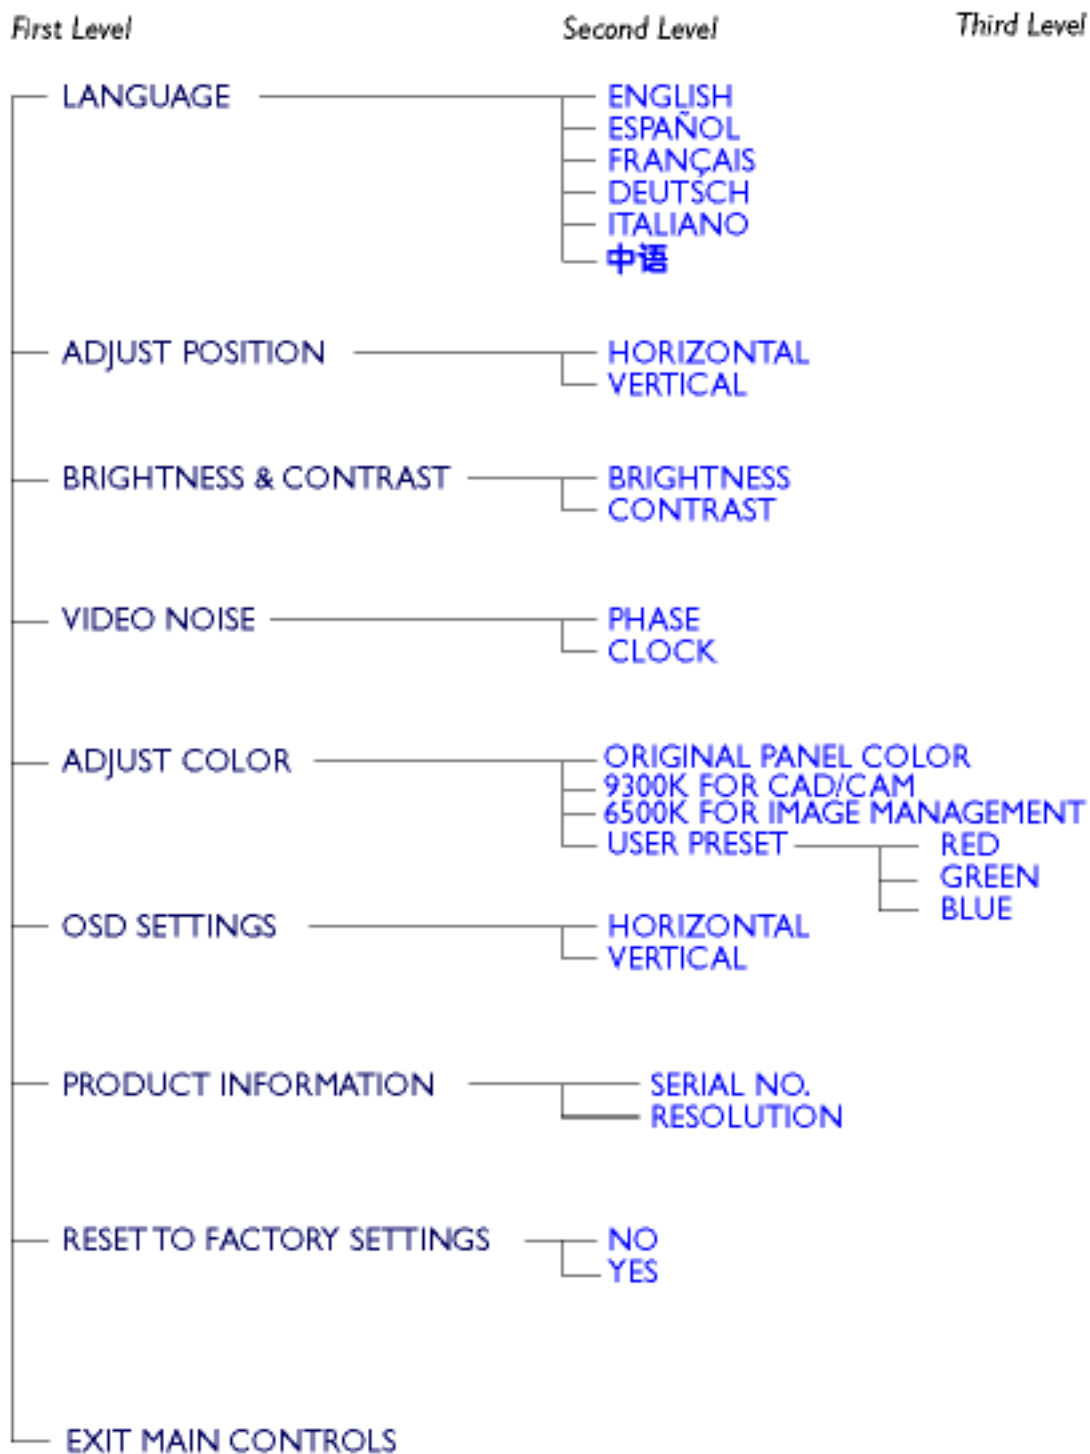 First Level Second Level Third Level
LANGUAGE ENGLISH
ESPAÑOL
FRANÇAIS
DEUTSCH
ITALIANO
中语
ADJUST POSITION HORIZONTAL
VERTICAL
BRIGHTNESS & CONTRAST BRIGHTNESS
CONTRAST
VIDEO NOISE PHASE
CLOCK
ADJUST COLOR ORIGINAL PANEL COLOR
9300K FOR CAD/CAM
6500K FOR IMAGE MANAGEMENT
USER PRESET RED
GREEN
BLUE
OSD SETTINGS HORIZONTAL
VERTICAL
PRODUCT INFORMATION SERIAL NO.
RESOLUTION
RESET TO FACTORY SETTINGS NO
YES
EXIT MAIN CONTROLS